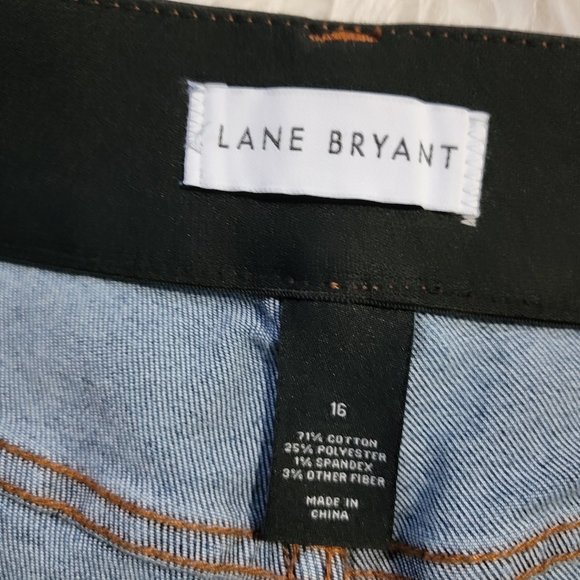 LANE BRYANT
16
71% COTTON
25% POLYESTER
1% SPANDEX
3% OTHER FIBER
MADE IN
CHINA